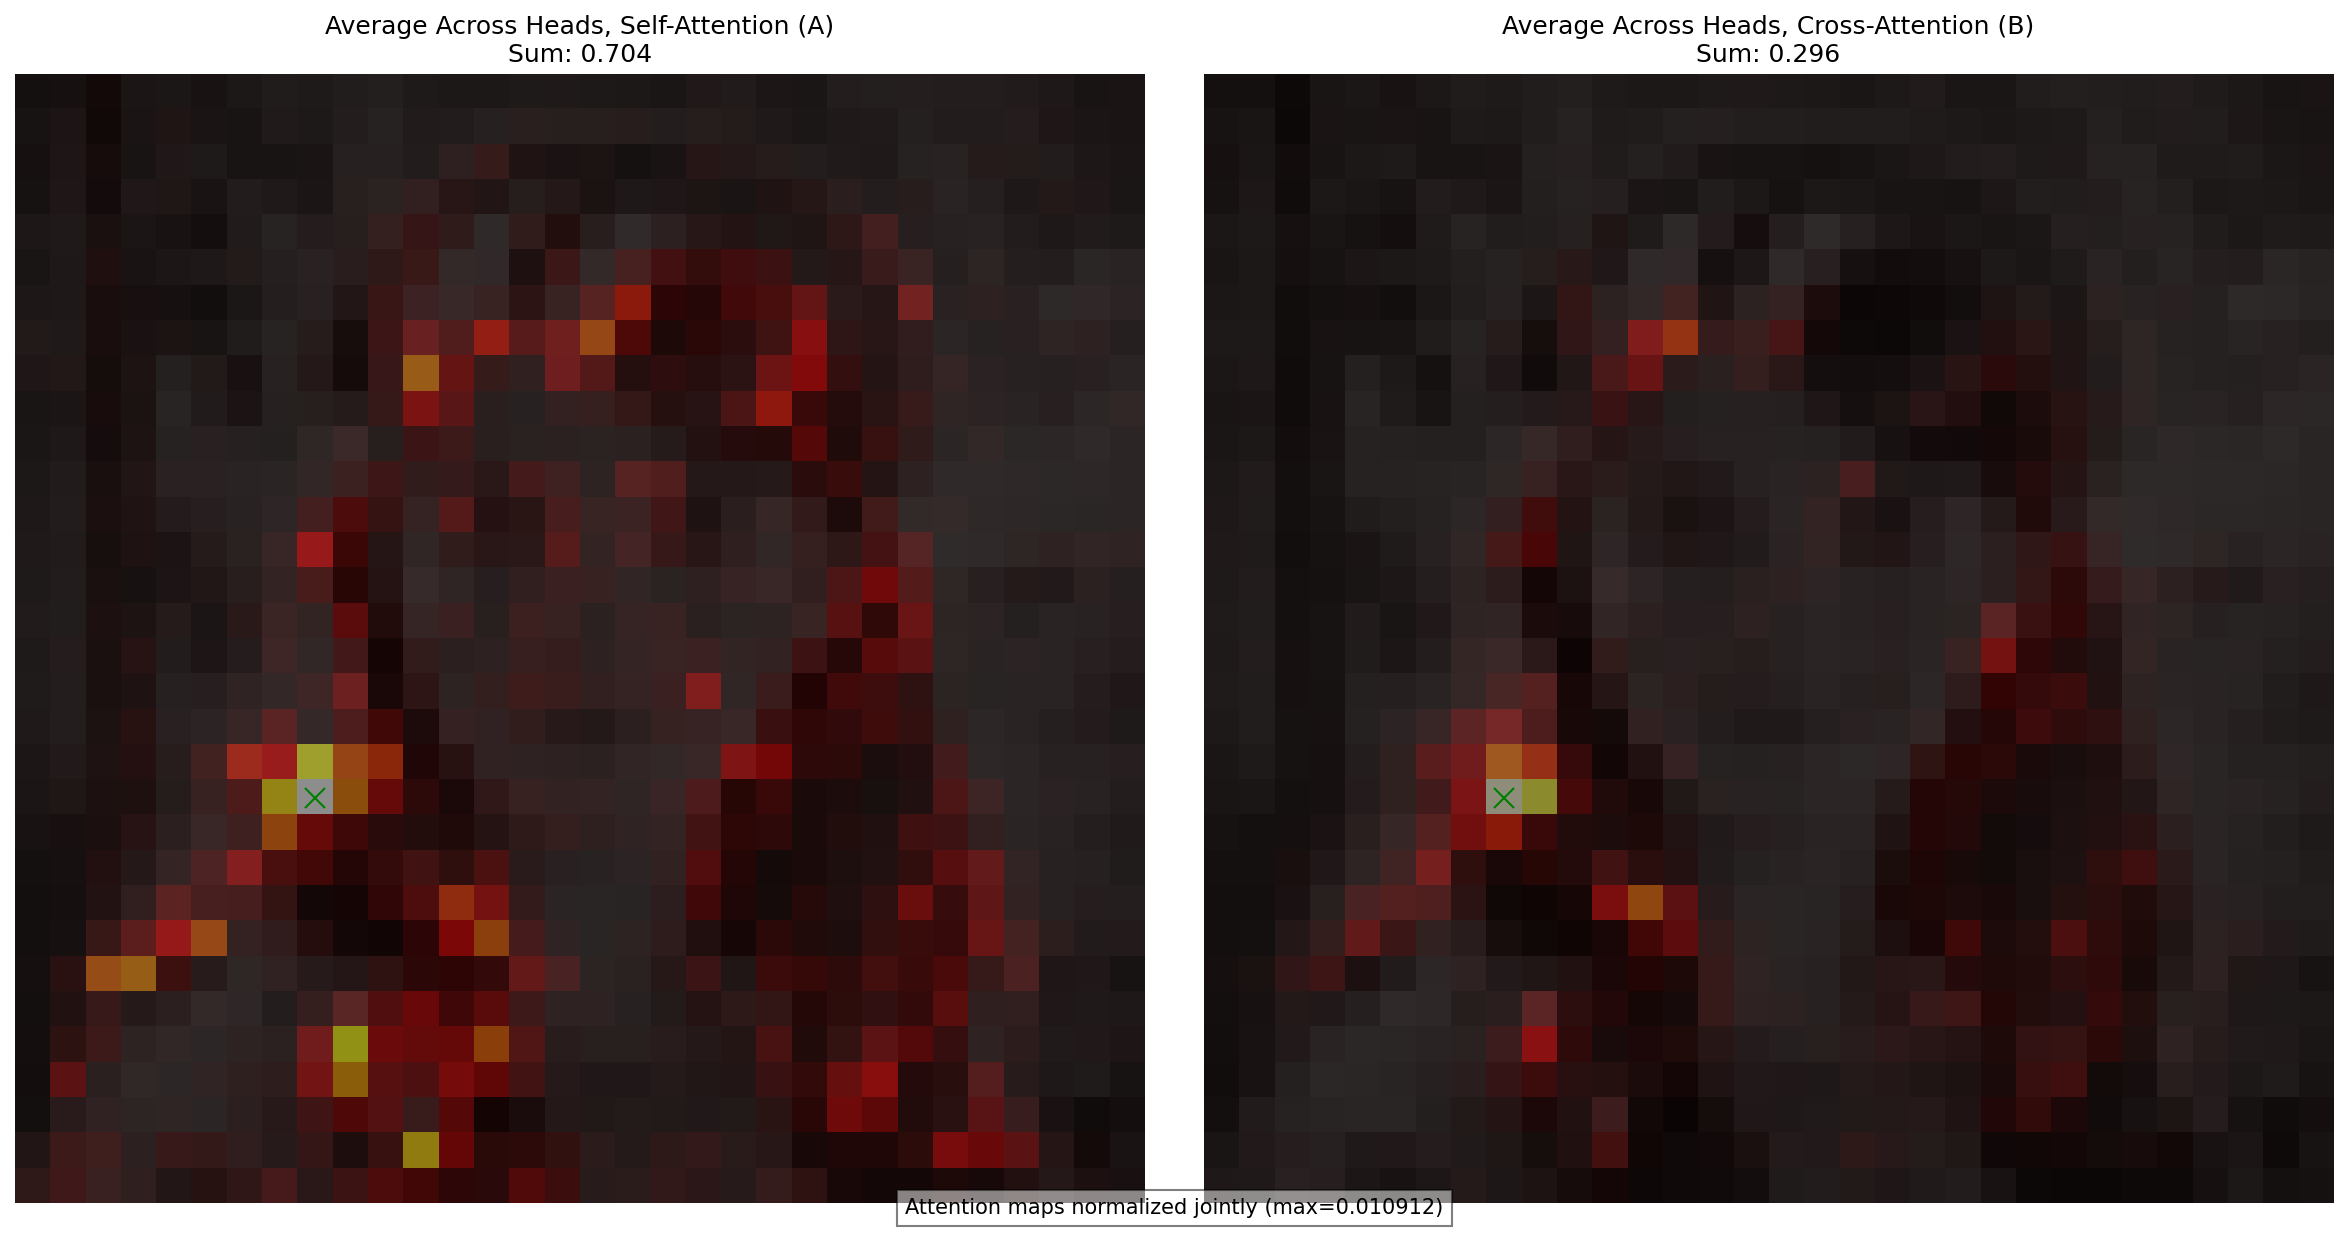 Average Across Heads, Self-Attention (A)
Sum: 0.704
Average Across Heads, Cross-Attention (B)
Sum: 0.296
Attention maps normalized jointly (max=0.010912)